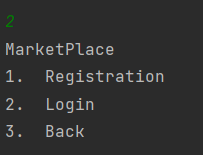 2
MarketPlace
1.  Registration
2.  Login
3.  Back